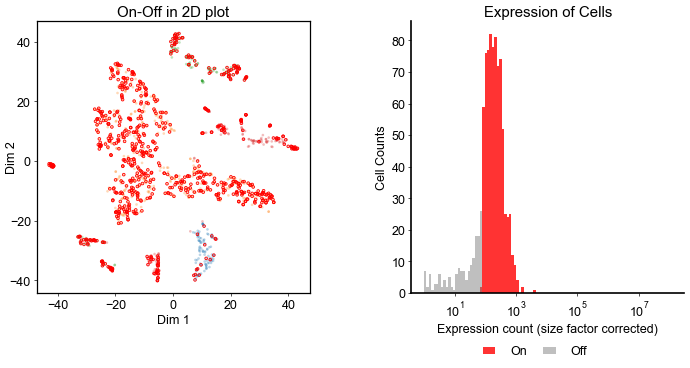 On-Off in 2D plot
40
20
0
−20
−40
Dim 2
−40 −20 0 20 40
Dim 1
Expression of Cells
80
70
60
50
40
30
20
10
0
Cell Counts
10¹ 10³ 10⁵ 10⁷
Expression count (size factor corrected)
On Off